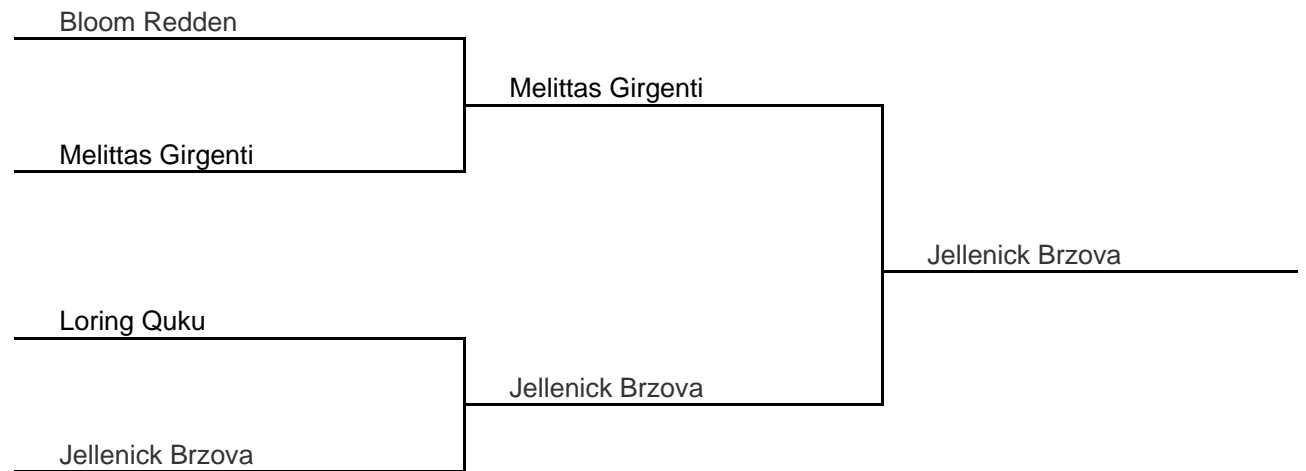 Bloom Redden
Melittas Girgenti
Melittas Girgenti
Jellenick Brzova
Loring Quku
Jellenick Brzova
Jellenick Brzova